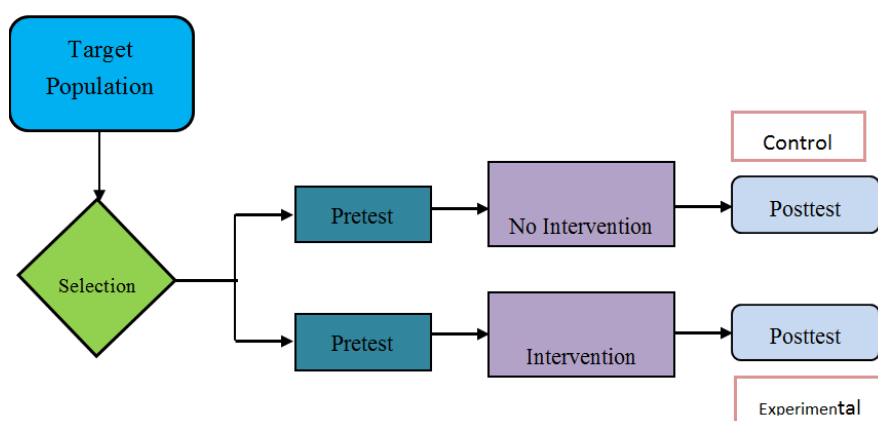 Target
Population
Control
Pretest
No Intervention
Posttest
Selection
Pretest
Intervention
Posttest
Experimental